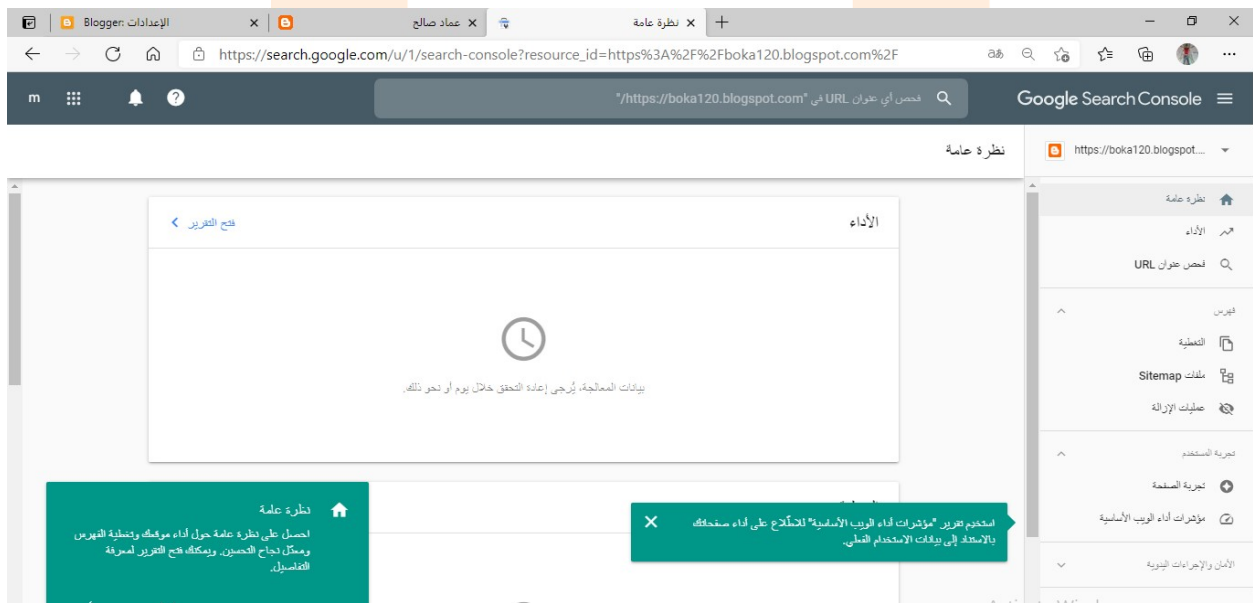 Blogger: الإعدادات
عماد صالح
نظرة عامة
https://search.google.com/u/1/search-console?resource_id=https%3A%2F%2Fboka120.blogspot.com%2F
Google Search Console
فحص أي عنوان URL في "https://boka120.blogspot.com/"
m
https://boka120.blogspot....
نظرة عامة
نظرة عامة
الأداء
فحص عنوان URL
فهرس
التغطية
ملفات Sitemap
عمليات الإزالة
تجربة المستخدم
تجربة الصفحة
مؤشرات أداء الويب الأساسية
الأمان والإجراءات اليدوية
الأداء
فتح التقرير
بيانات المعالجة، يُرجى إعادة التحقق خلال يوم أو نحو ذلك.
استخدِم تقرير "مؤشرات أداء الويب الأساسية" للاطّلاع على أداء صفحاتك
بالاستناد إلى بيانات الاستخدام الفعلي.
نظرة عامة
احصل على نظرة عامة حول أداء موقعك وتغطية الفهرس
ومعدّل نجاح التحسين. ويمكنك فتح التقرير لمعرفة
التفاصيل.